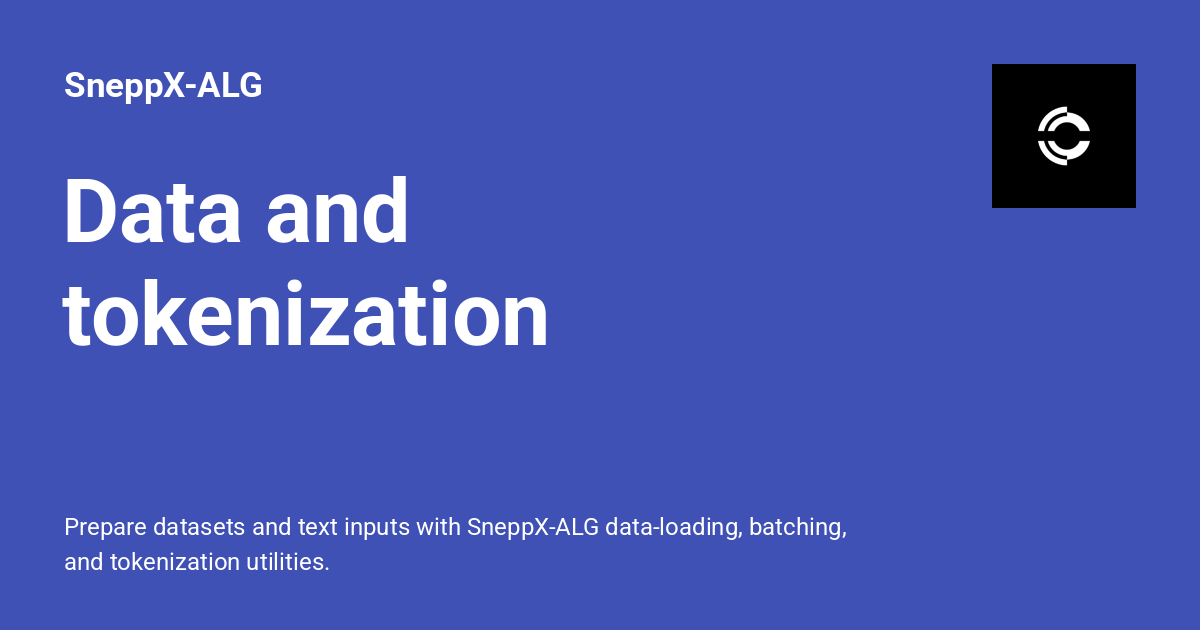 SneppX-ALG
Data and
tokenization
Prepare datasets and text inputs with SneppX-ALG data-loading, batching,
and tokenization utilities.